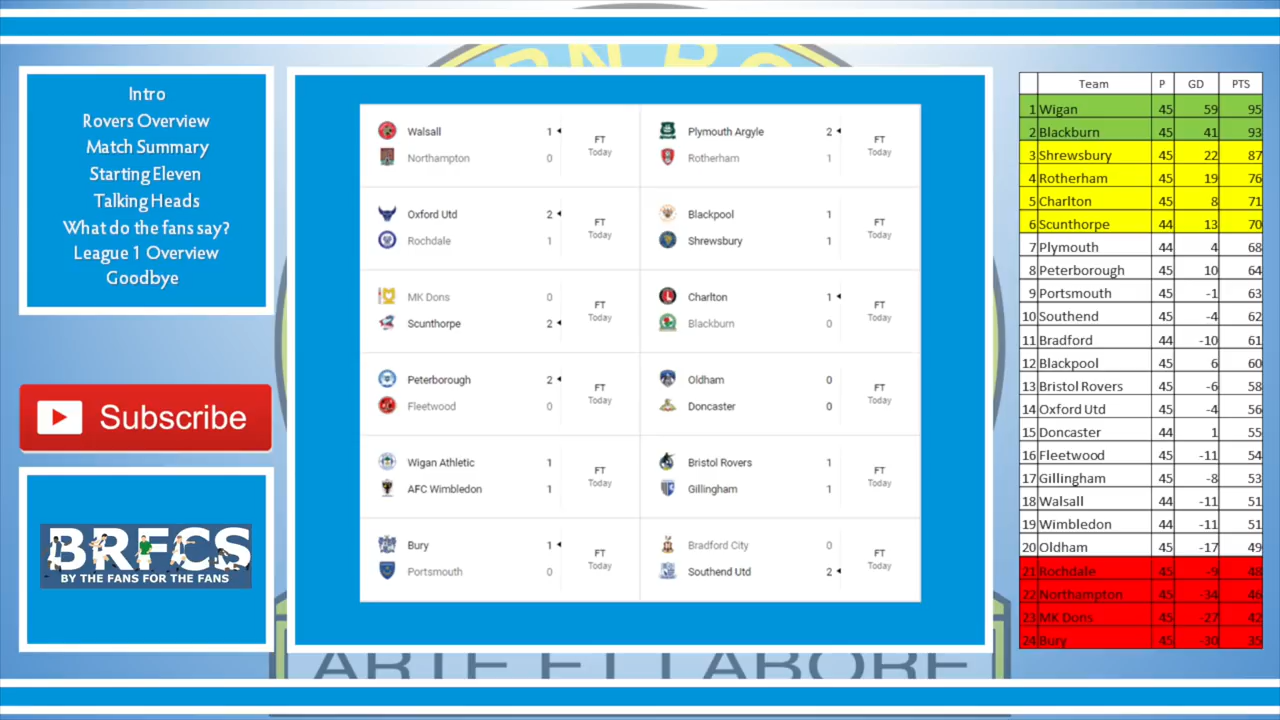 RN RO
Intro
Rovers Overview
Match Summary
Starting Eleven
Talking Heads
What do the fans say?
League 1 Overview
Goodbye
Subscribe
BRFCS
BY THE FANS FOR THE FANS
Walsall 1
Northampton 0
FT
Today
Plymouth Argyle 2
Rotherham 1
FT
Today
Oxford Utd 2
Rochdale 1
FT
Today
Blackpool 1
Shrewsbury 1
FT
Today
MK Dons 0
Scunthorpe 2
FT
Today
Charlton 1
Blackburn 0
FT
Today
Peterborough 2
Fleetwood 0
FT
Today
Oldham 0
Doncaster 0
FT
Today
Wigan Athletic 1
AFC Wimbledon 1
FT
Today
Bristol Rovers 1
Gillingham 1
FT
Today
Bury 1
Portsmouth 0
FT
Today
Bradford City 0
Southend Utd 2
FT
Today
ARTE ET LABORE
Team P GD PTS
1 Wigan 45 59 95
2 Blackburn 45 41 93
3 Shrewsbury 45 22 87
4 Rotherham 45 19 76
5 Charlton 45 8 71
6 Scunthorpe 44 13 70
7 Plymouth 44 4 68
8 Peterborough 45 10 64
9 Portsmouth 45 -1 63
10 Southend 45 -4 62
11 Bradford 44 -10 61
12 Blackpool 45 6 60
13 Bristol Rovers 45 -6 58
14 Oxford Utd 45 -4 56
15 Doncaster 44 1 55
16 Fleetwood 45 -11 54
17 Gillingham 45 -8 53
18 Walsall 44 -11 51
19 Wimbledon 44 -11 51
20 Oldham 45 -17 49
21 Rochdale 45 -9 48
22 Northampton 45 -34 46
23 MK Dons 45 -27 42
24 Bury 45 -30 35